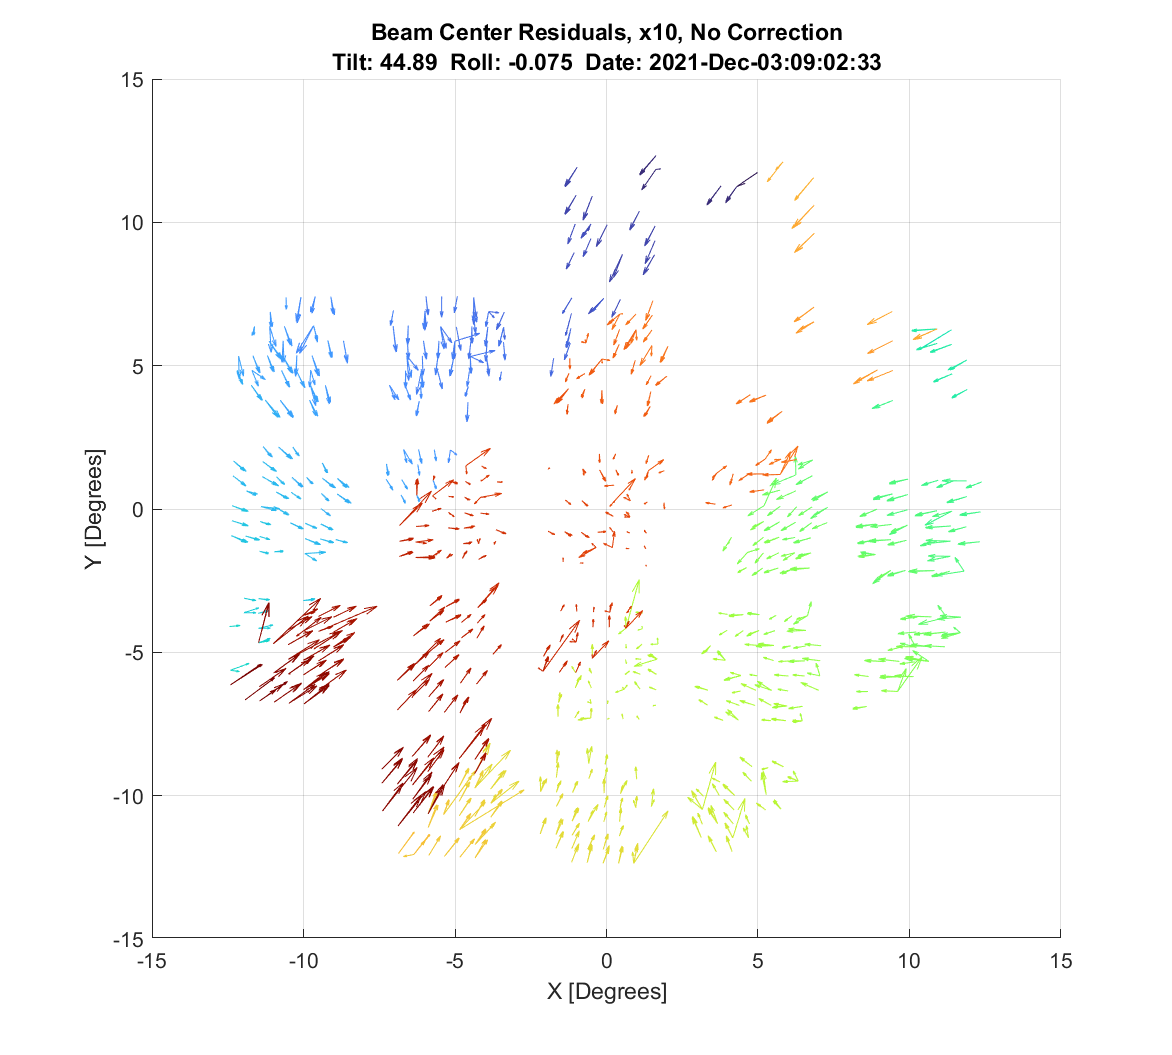 Beam Center Residuals, x10, No Correction
Tilt: 44.89 Roll: -0.075 Date: 2021-Dec-03:09:02:33
15
10
5
0
-5
-10
-15
Y [Degrees]
-15 -10 -5 0 5 10 15
X [Degrees]